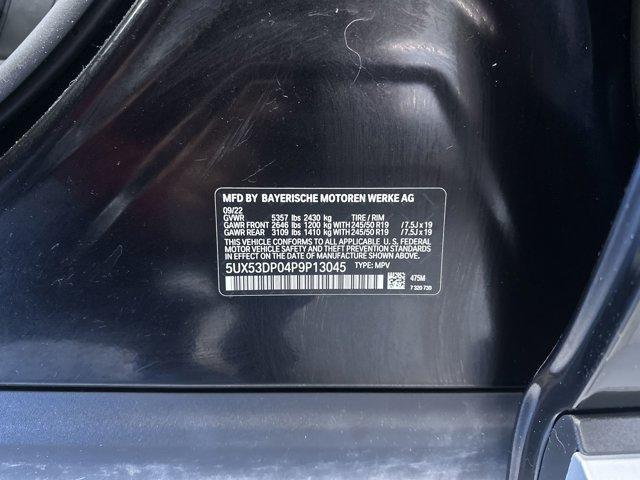 MFD BY BAYERISCHE MOTOREN WERKE AG
09/22
GVWR 5357 lbs 2430 kg TIRE / RIM
GAWR FRONT 2646 lbs 1200 kg WITH 245/50 R19 / 7.5J x 19
GAWR REAR 3109 lbs 1410 kg WITH 245/50 R19 / 7.5J x 19
THIS VEHICLE CONFORMS TO ALL APPLICABLE U. S. FEDERAL
MOTOR VEHICLE SAFETY AND THEFT PREVENTION STANDARDS
IN EFFECT ON THE DATE OF MANUFACTURE SHOWN ABOVE.
5UX53DP04P9P13045 TYPE: MPV
475M
7 320 730